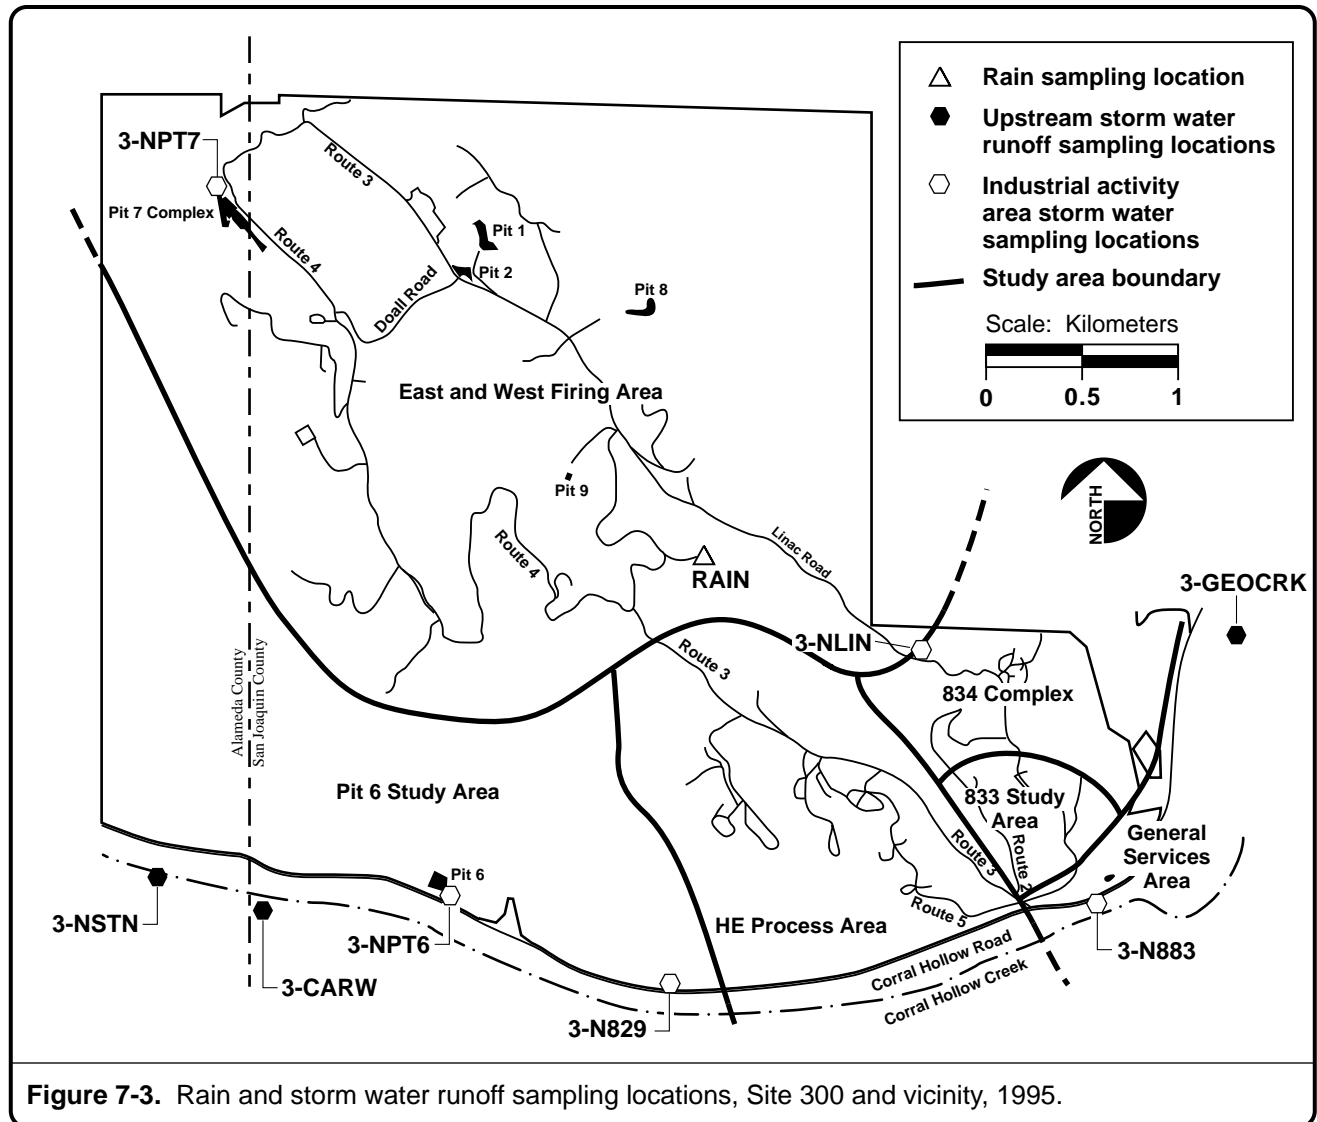 Rain sampling location
Upstream storm water
runoff sampling locations
Industrial activity
area storm water
sampling locations
Study area boundary
Scale: Kilometers
0 0.5 1
3-NPT7
Route 3
Pit 7 Complex
Route 4
Pit 1
Pit 2
Doall Road
Pit 8
East and West Firing Area
Pit 9
NORTH
Route 4
Linac Road
RAIN
3-GEOCRK
3-NLIN
Route 3
Alameda County
San Joaquin County
834 Complex
Pit 6 Study Area
833 Study
Area
General
Services
Area
Route 3
Route 2
Pit 6
Route 5
3-NSTN
3-NPT6
HE Process Area
3-N883
Corral Hollow Road
Corral Hollow Creek
3-CARW
3-N829
Figure 7-3. Rain and storm water runoff sampling locations, Site 300 and vicinity, 1995.